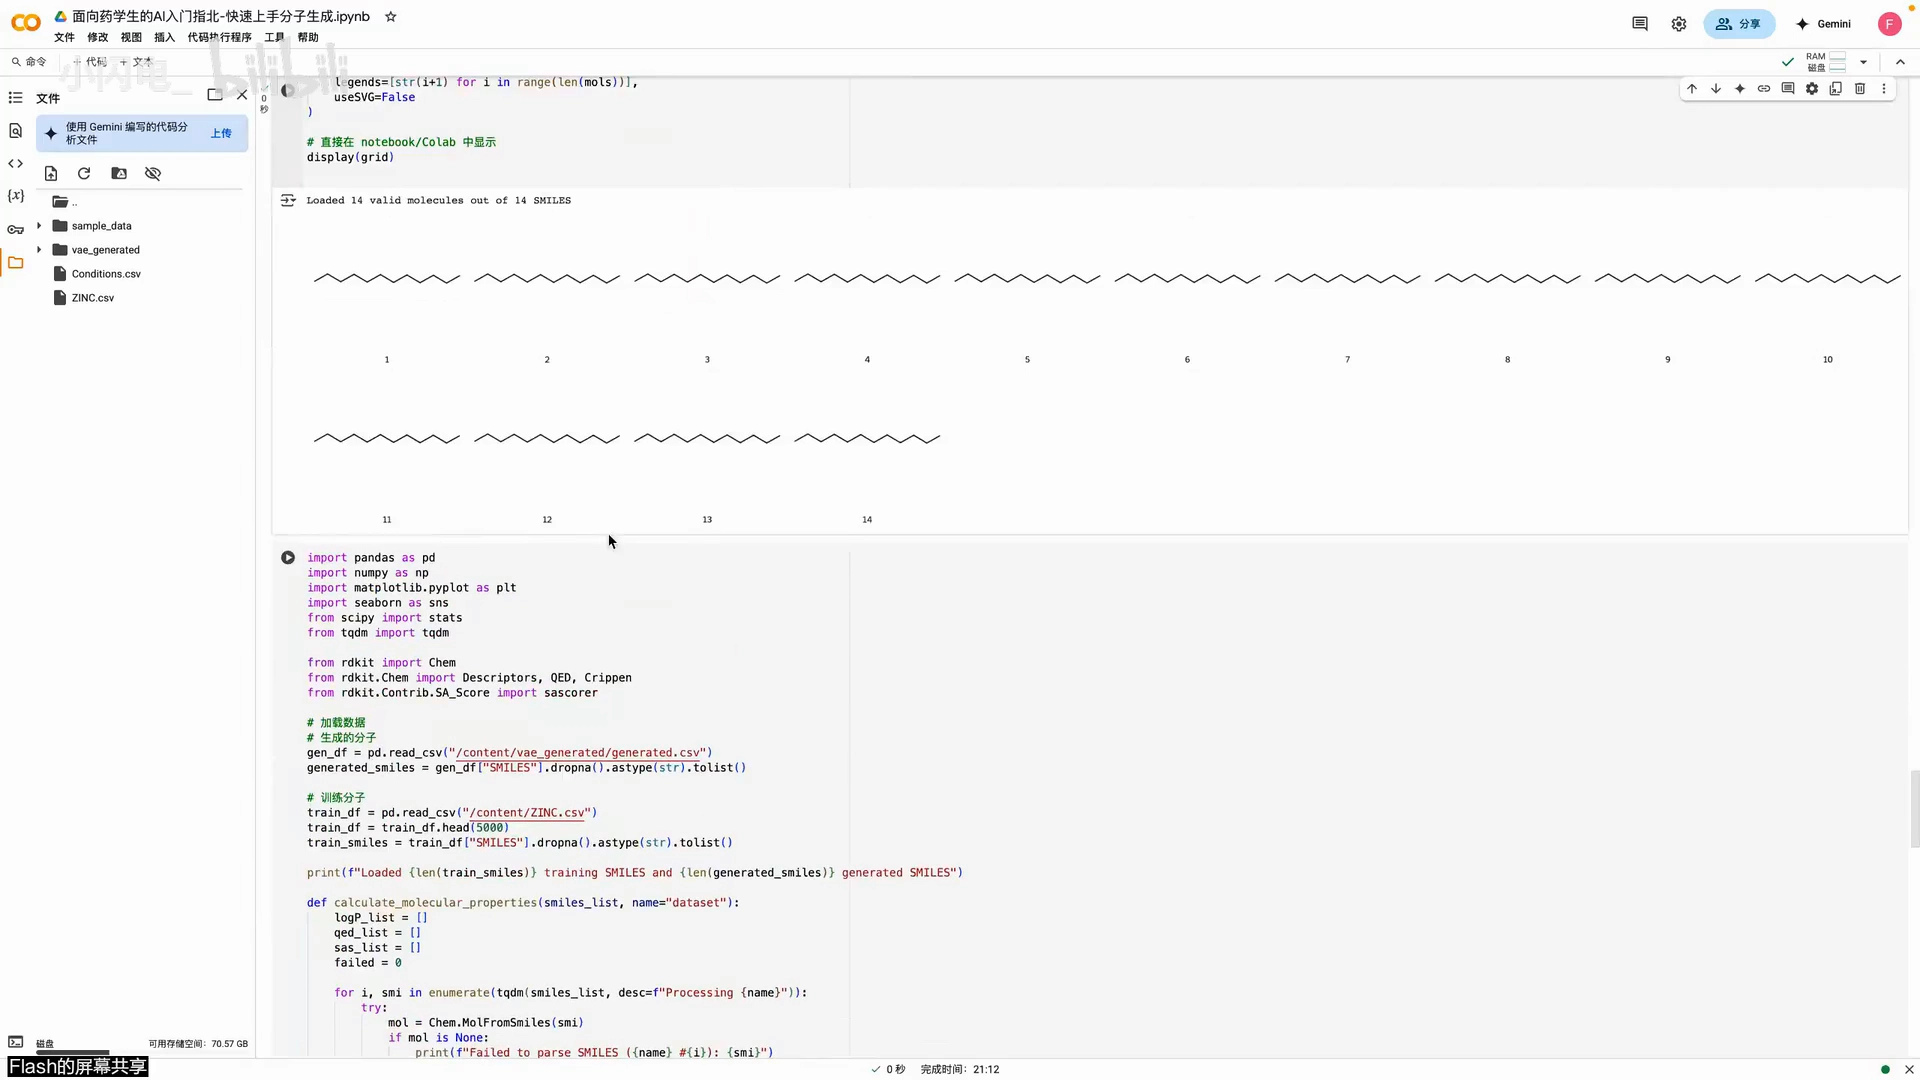 面向药学生的AI入门指北-快速上手分子生成.ipynb
文件 修改 视图 插入 代码执行程序 工具 帮助
分享
Gemini
F
命令
+ 代码
+ 文本
RAM
磁盘
bilibili
文件
使用 Gemini 编写的代码分析文件
上传
..
sample_data
vae_generated
Conditions.csv
ZINC.csv
0
秒
legends=[str(i+1) for i in range(len(mols))],
useSVG=False
)
# 直接在 notebook/Colab 中显示
display(grid)
Loaded 14 valid molecules out of 14 SMILES
1 2 3 4 5 6 7 8 9 10
11 12 13 14
import pandas as pd
import numpy as np
import matplotlib.pyplot as plt
import seaborn as sns
from scipy import stats
from tqdm import tqdm
from rdkit import Chem
from rdkit.Chem import Descriptors, QED, Crippen
from rdkit.Contrib.SA_Score import sascorer
# 加载数据
# 生成的分子
gen_df = pd.read_csv("/content/vae_generated/generated.csv")
generated_smiles = gen_df["SMILES"].dropna().astype(str).tolist()
# 训练分子
train_df = pd.read_csv("/content/ZINC.csv")
train_df = train_df.head(5000)
train_smiles = train_df["SMILES"].dropna().astype(str).tolist()
print(f"Loaded {len(train_smiles)} training SMILES and {len(generated_smiles)} generated SMILES")
def calculate_molecular_properties(smiles_list, name="dataset"):
logP_list = []
qed_list = []
sas_list = []
failed = 0
for i, smi in enumerate(tqdm(smiles_list, desc=f"Processing {name}")):
try:
mol = Chem.MolFromSmiles(smi)
if mol is None:
print(f"Failed to parse SMILES ({name} #{i}): {smi}")
磁盘
可用存储空间：70.57 GB
Flash的屏幕共享
0 秒 完成时间：21:12